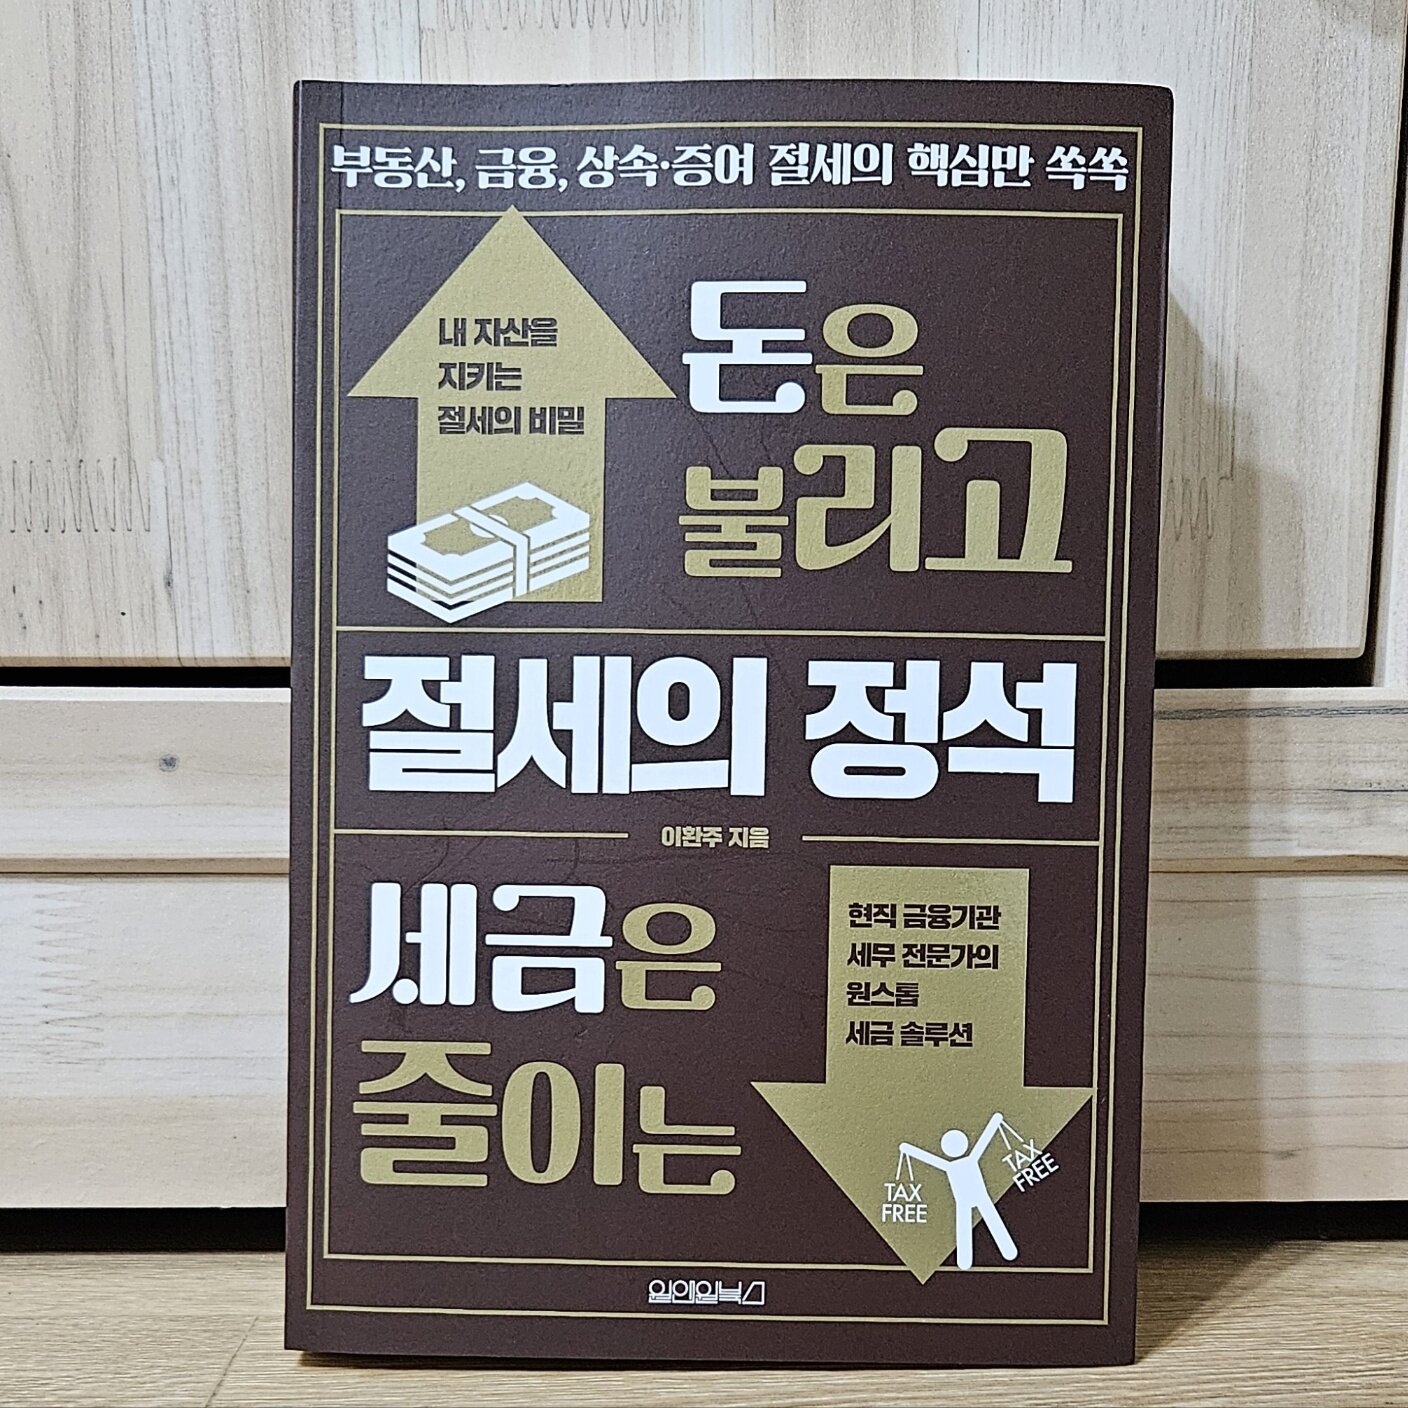 부동산, 금융, 상속·증여 절세의 핵심만 쏙쏙
내 자산을
지키는
절세의 비밀
돈은
불리고
절세의 정석
이환주 지음
세금은
줄이는
현직 금융기관
세무 전문가의
원스톱
세금 솔루션
TAX
FREE
TAX
FREE
원앤원북스